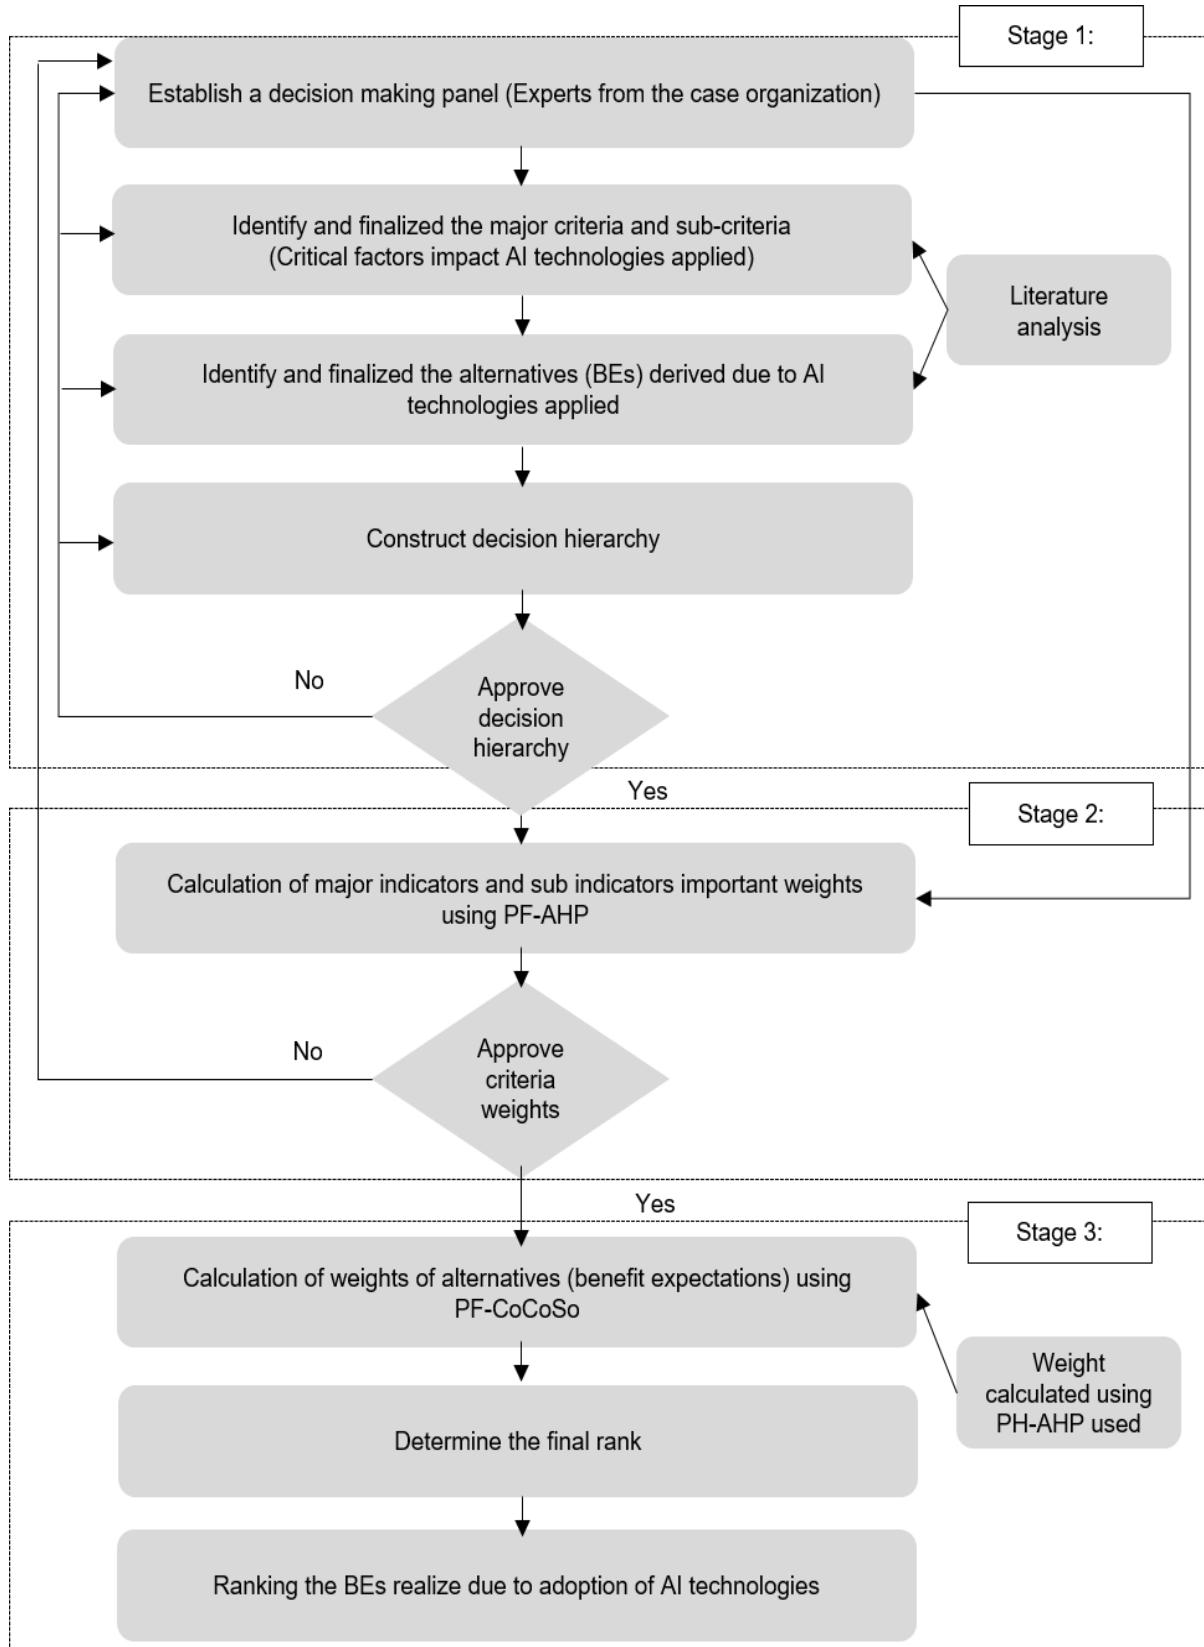 Stage 1:
Establish a decision making panel (Experts from the case organization)
Identify and finalized the major criteria and sub-criteria
(Critical factors impact AI technologies applied)
Literature
analysis
Identify and finalized the alternatives (BEs) derived due to AI
technologies applied
Construct decision hierarchy
No
Approve
decision
hierarchy
Yes
Stage 2:
Calculation of major indicators and sub indicators important weights
using PF-AHP
No
Approve
criteria
weights
Yes
Stage 3:
Calculation of weights of alternatives (benefit expectations) using
PF-CoCoSo
Weight
calculated using
PH-AHP used
Determine the final rank
Ranking the BEs realize due to adoption of AI technologies